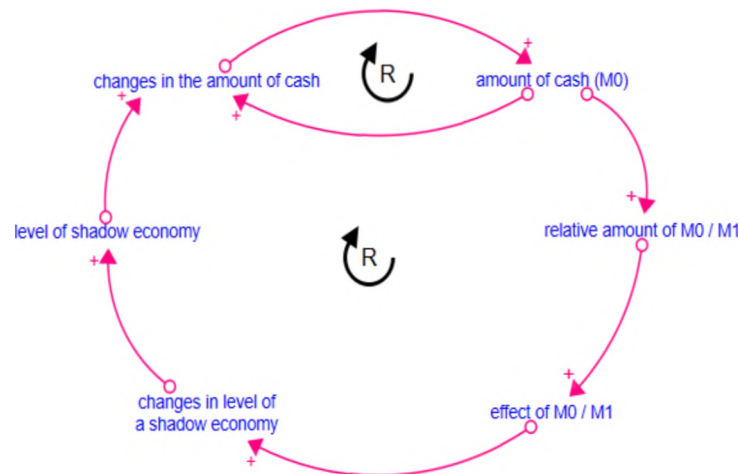 +
R
changes in the amount of cash
amount of cash (M0)
+
+
+
level of shadow economy
relative amount of M0 / M1
R
+
+
changes in level of
a shadow economy
effect of M0 / M1
+